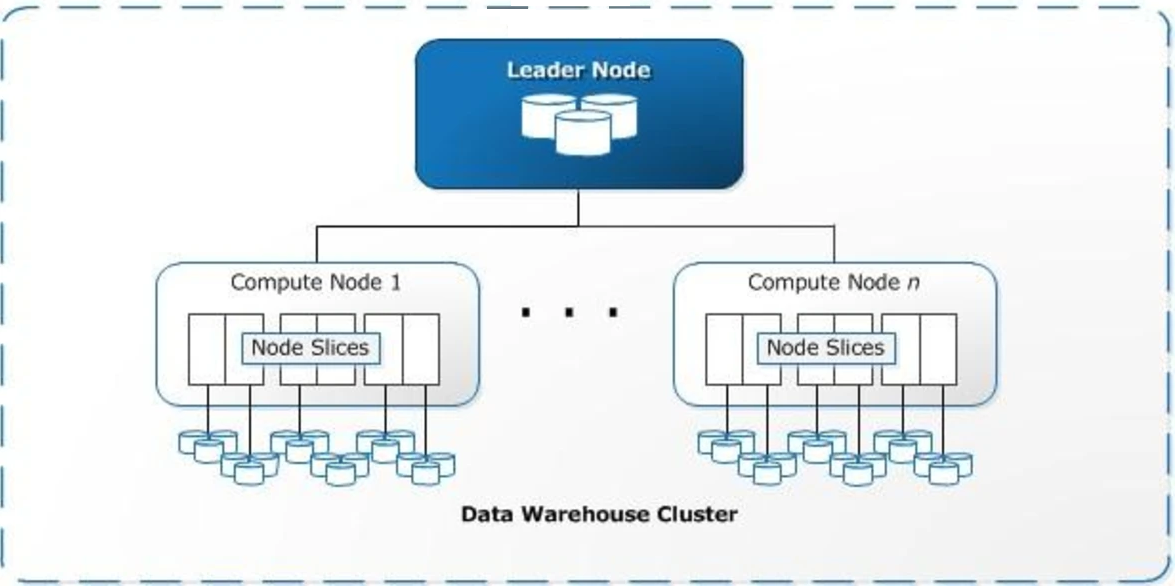 Leader Node
Compute Node 1
Compute Node n
. . .
Node Slices
Node Slices
Data Warehouse Cluster